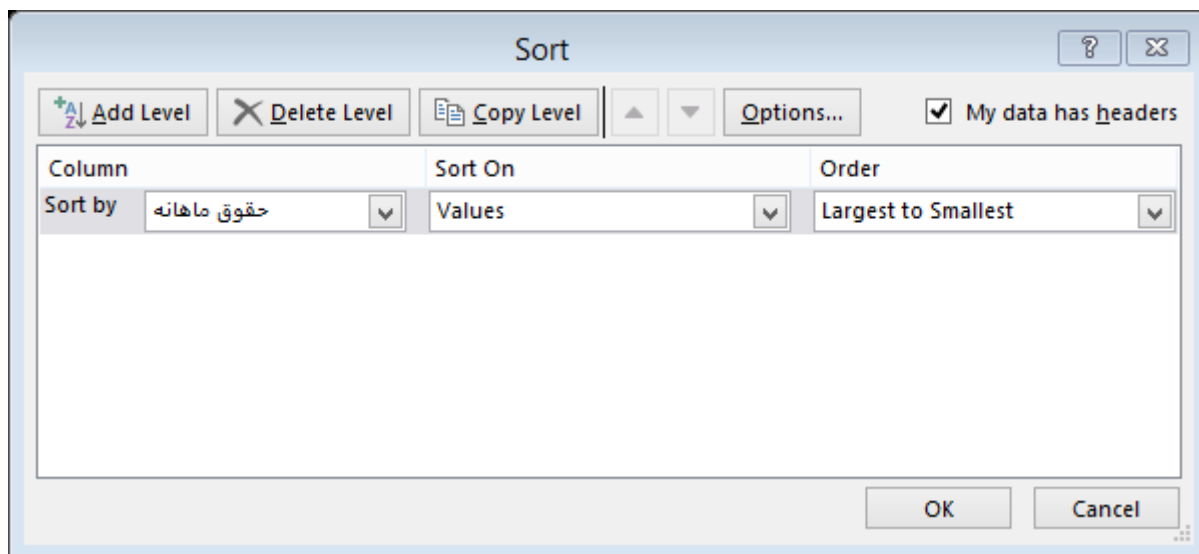 Sort
Add Level Delete Level Copy Level Options... My data has headers
Column Sort On Order
Sort by حقوق ماهانه Values Largest to Smallest
OK Cancel